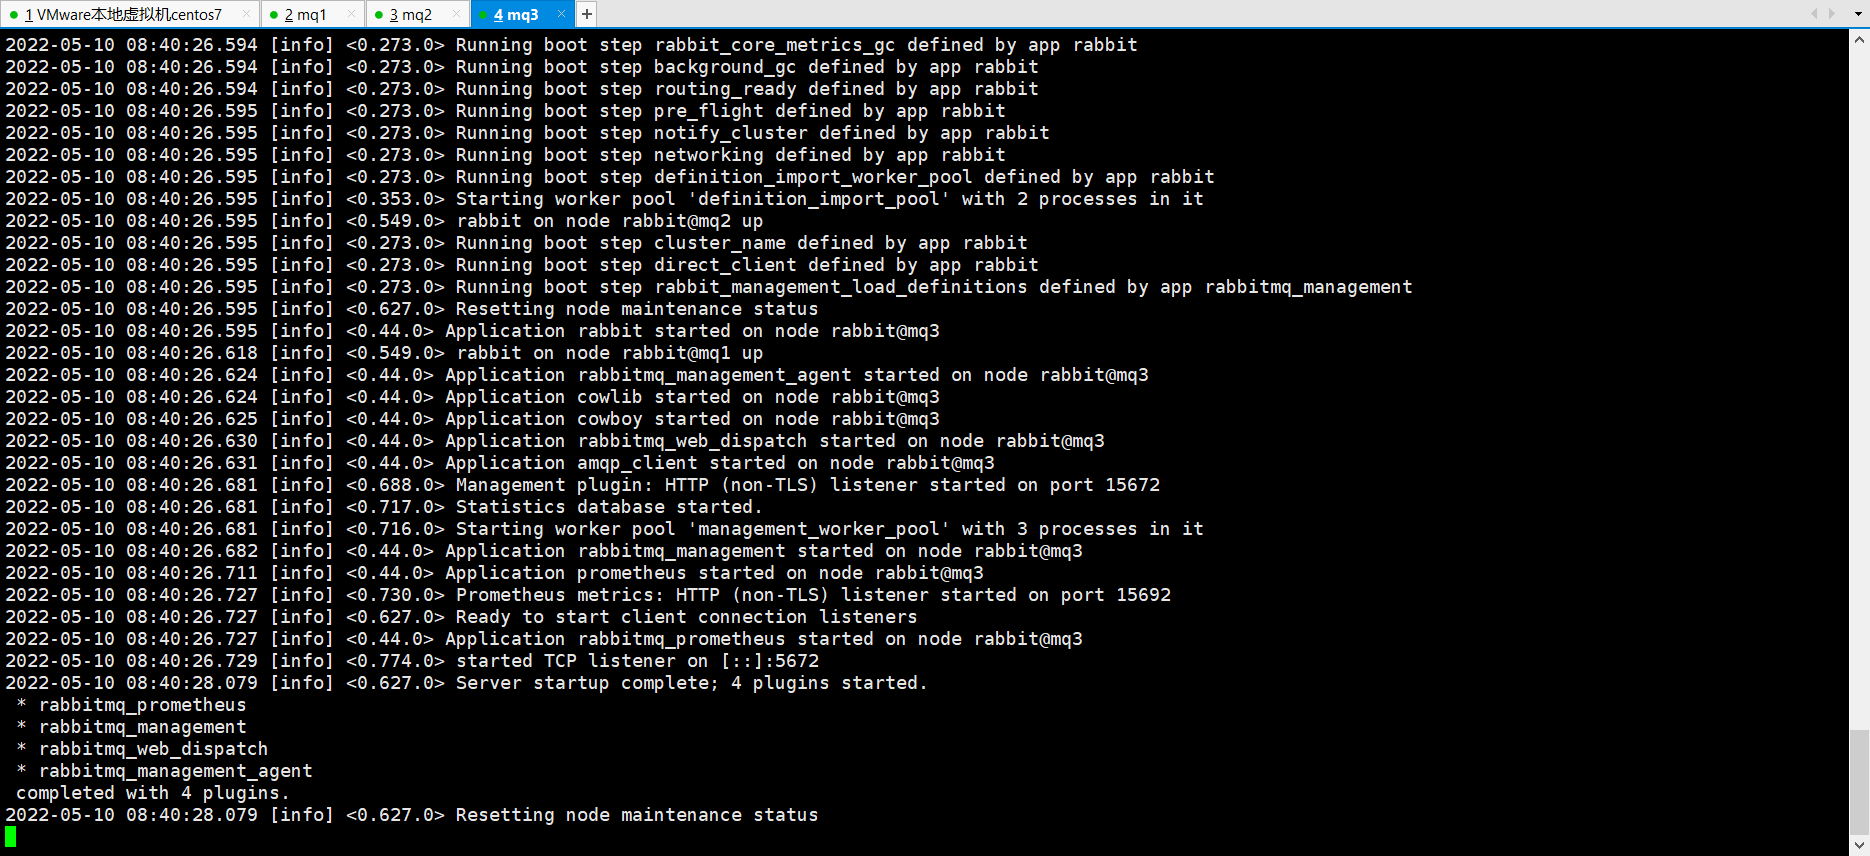 1 VMware本地虚拟机centos7 × 2 mq1 × 3 mq2 × 4 mq3 × +
2022-05-10 08:40:26.594 [info] <0.273.0> Running boot step rabbit_core_metrics_gc defined by app rabbit
2022-05-10 08:40:26.594 [info] <0.273.0> Running boot step background_gc defined by app rabbit
2022-05-10 08:40:26.594 [info] <0.273.0> Running boot step routing_ready defined by app rabbit
2022-05-10 08:40:26.595 [info] <0.273.0> Running boot step pre_flight defined by app rabbit
2022-05-10 08:40:26.595 [info] <0.273.0> Running boot step notify_cluster defined by app rabbit
2022-05-10 08:40:26.595 [info] <0.273.0> Running boot step networking defined by app rabbit
2022-05-10 08:40:26.595 [info] <0.273.0> Running boot step definition_import_worker_pool defined by app rabbit
2022-05-10 08:40:26.595 [info] <0.353.0> Starting worker pool 'definition_import_pool' with 2 processes in it
2022-05-10 08:40:26.595 [info] <0.549.0> rabbit on node rabbit@mq2 up
2022-05-10 08:40:26.595 [info] <0.273.0> Running boot step cluster_name defined by app rabbit
2022-05-10 08:40:26.595 [info] <0.273.0> Running boot step direct_client defined by app rabbit
2022-05-10 08:40:26.595 [info] <0.273.0> Running boot step rabbit_management_load_definitions defined by app rabbitmq_management
2022-05-10 08:40:26.595 [info] <0.627.0> Resetting node maintenance status
2022-05-10 08:40:26.595 [info] <0.44.0> Application rabbit started on node rabbit@mq3
2022-05-10 08:40:26.618 [info] <0.549.0> rabbit on node rabbit@mq1 up
2022-05-10 08:40:26.624 [info] <0.44.0> Application rabbitmq_management_agent started on node rabbit@mq3
2022-05-10 08:40:26.624 [info] <0.44.0> Application cowlib started on node rabbit@mq3
2022-05-10 08:40:26.625 [info] <0.44.0> Application cowboy started on node rabbit@mq3
2022-05-10 08:40:26.630 [info] <0.44.0> Application rabbitmq_web_dispatch started on node rabbit@mq3
2022-05-10 08:40:26.631 [info] <0.44.0> Application amqp_client started on node rabbit@mq3
2022-05-10 08:40:26.681 [info] <0.688.0> Management plugin: HTTP (non-TLS) listener started on port 15672
2022-05-10 08:40:26.681 [info] <0.717.0> Statistics database started.
2022-05-10 08:40:26.681 [info] <0.716.0> Starting worker pool 'management_worker_pool' with 3 processes in it
2022-05-10 08:40:26.682 [info] <0.44.0> Application rabbitmq_management started on node rabbit@mq3
2022-05-10 08:40:26.711 [info] <0.44.0> Application prometheus started on node rabbit@mq3
2022-05-10 08:40:26.727 [info] <0.730.0> Prometheus metrics: HTTP (non-TLS) listener started on port 15692
2022-05-10 08:40:26.727 [info] <0.627.0> Ready to start client connection listeners
2022-05-10 08:40:26.727 [info] <0.44.0> Application rabbitmq_prometheus started on node rabbit@mq3
2022-05-10 08:40:26.729 [info] <0.774.0> started TCP listener on [::]:5672
2022-05-10 08:40:28.079 [info] <0.627.0> Server startup complete; 4 plugins started.
* rabbitmq_prometheus
* rabbitmq_management
* rabbitmq_web_dispatch
* rabbitmq_management_agent
completed with 4 plugins.
2022-05-10 08:40:28.079 [info] <0.627.0> Resetting node maintenance status